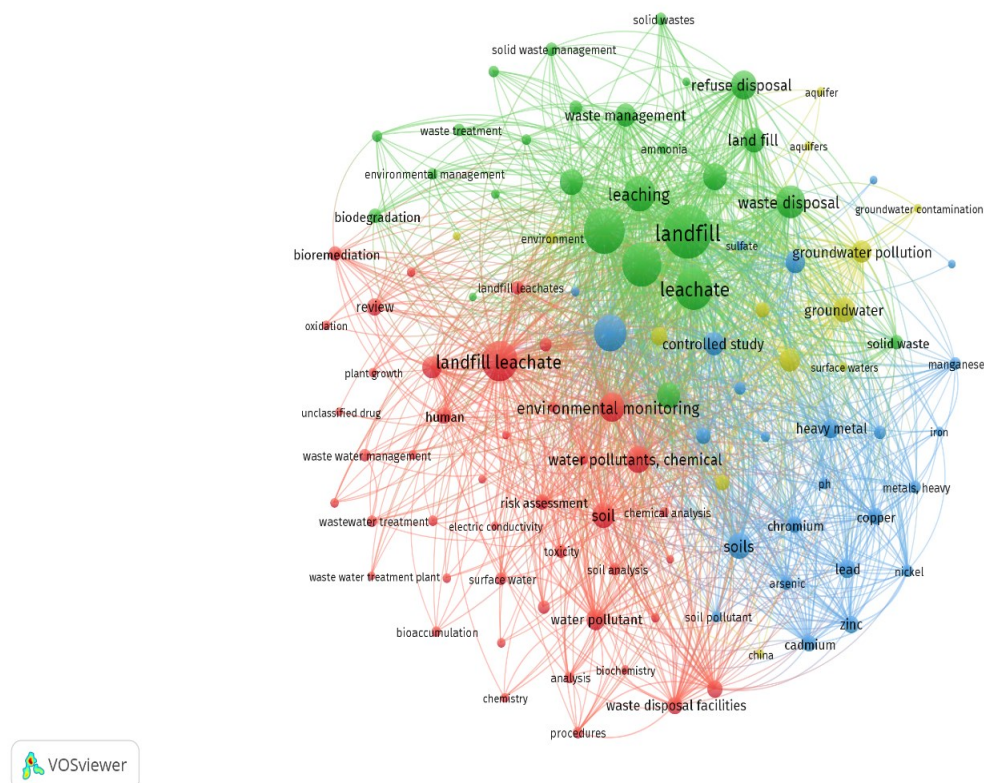 solid wastes
solid waste management
refuse disposal
aquifer
waste management
waste treatment
land fill
aquifers
ammonia
environmental management
leaching
waste disposal
groundwater contamination
biodegradation
landfill
environment
sulfate
bioremediation
groundwater pollution
landfill leachates
leachate
review
groundwater
oxidation
controlled study
solid waste
landfill leachate
surface waters
manganese
plant growth
unclassified drug
human
environmental monitoring
heavy metal
iron
waste water management
water pollutants, chemical
ph
metals, heavy
risk assessment
wastewater treatment
electric conductivity
soil
chemical analysis
chromium
copper
toxicity
soils
waste water treatment plant
surface water
soil analysis
arsenic
lead
nickel
bioaccumulation
water pollutant
soil pollutant
zinc
cadmium
china
analysis
biochemistry
chemistry
waste disposal facilities
procedures
VOSviewer